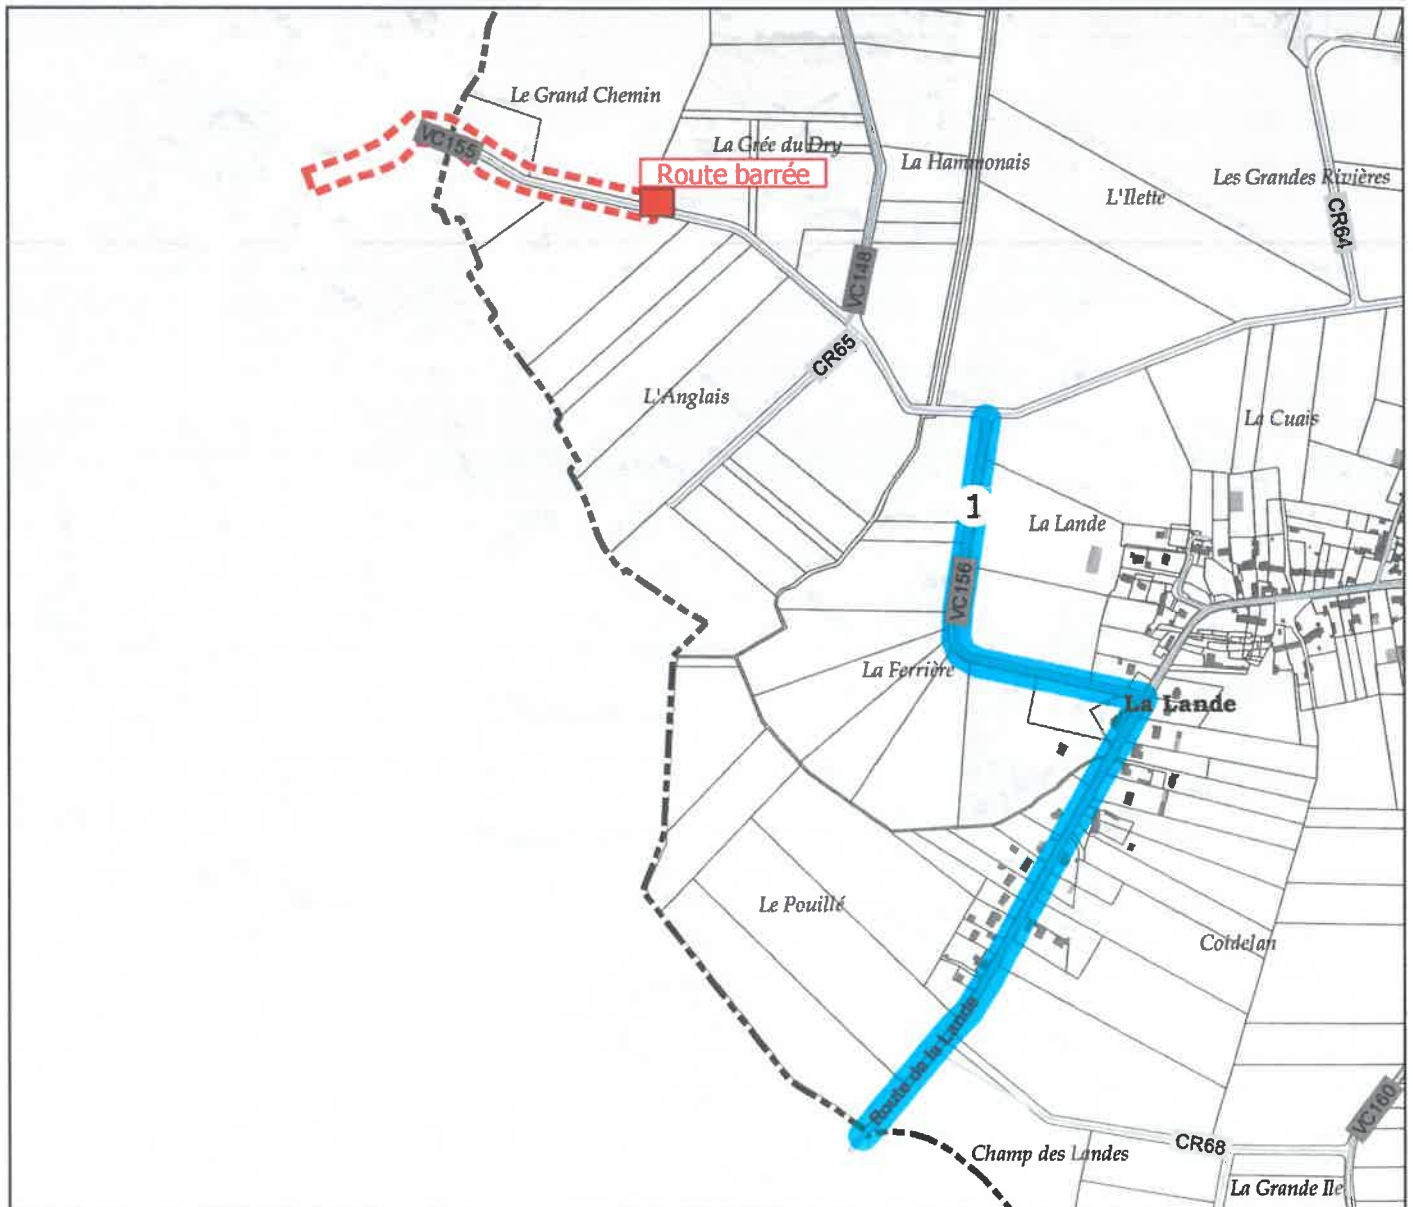 Le Grand Chemin
VC155
La Grée du Dry
La Hammonais
Route barrée
L'Ilette
Les Grandes Rivières
CR64
VC148
CR65
L'Anglais
La Cuais
1
La Lande
VC156
La Ferrière
La Lande
Le Pouillé
Coidelan
Route de la Lande
VC160
CR68
Champ des Landes
La Grande Ile